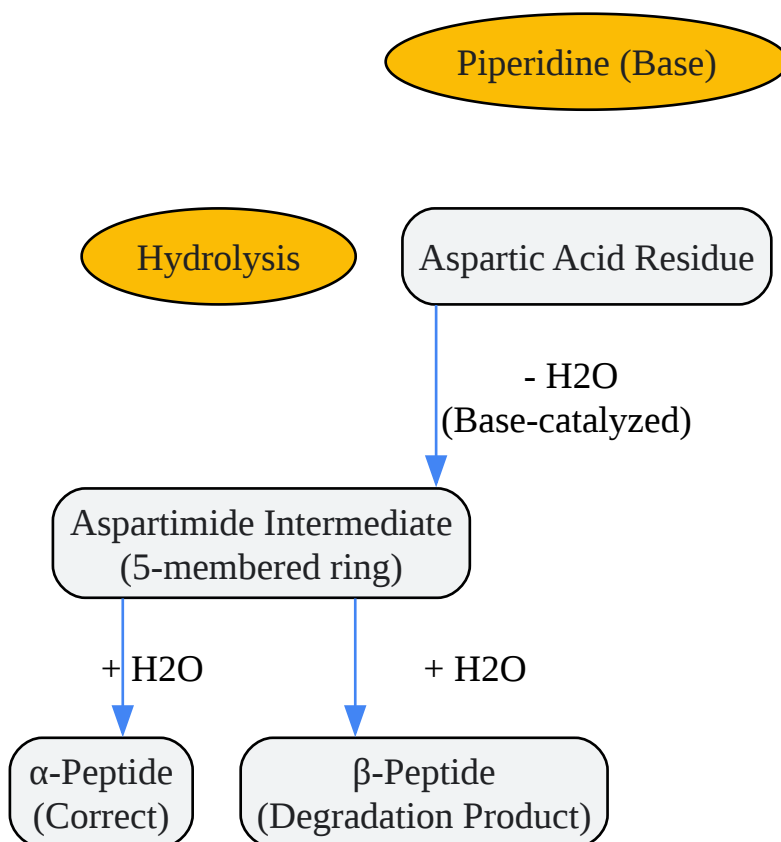 Piperidine (Base)
Hydrolysis
Aspartic Acid Residue
- H2O
(Base-catalyzed)
Aspartimide Intermediate
(5-membered ring)
+ H2O
+ H2O
α-Peptide
(Correct)
β-Peptide
(Degradation Product)